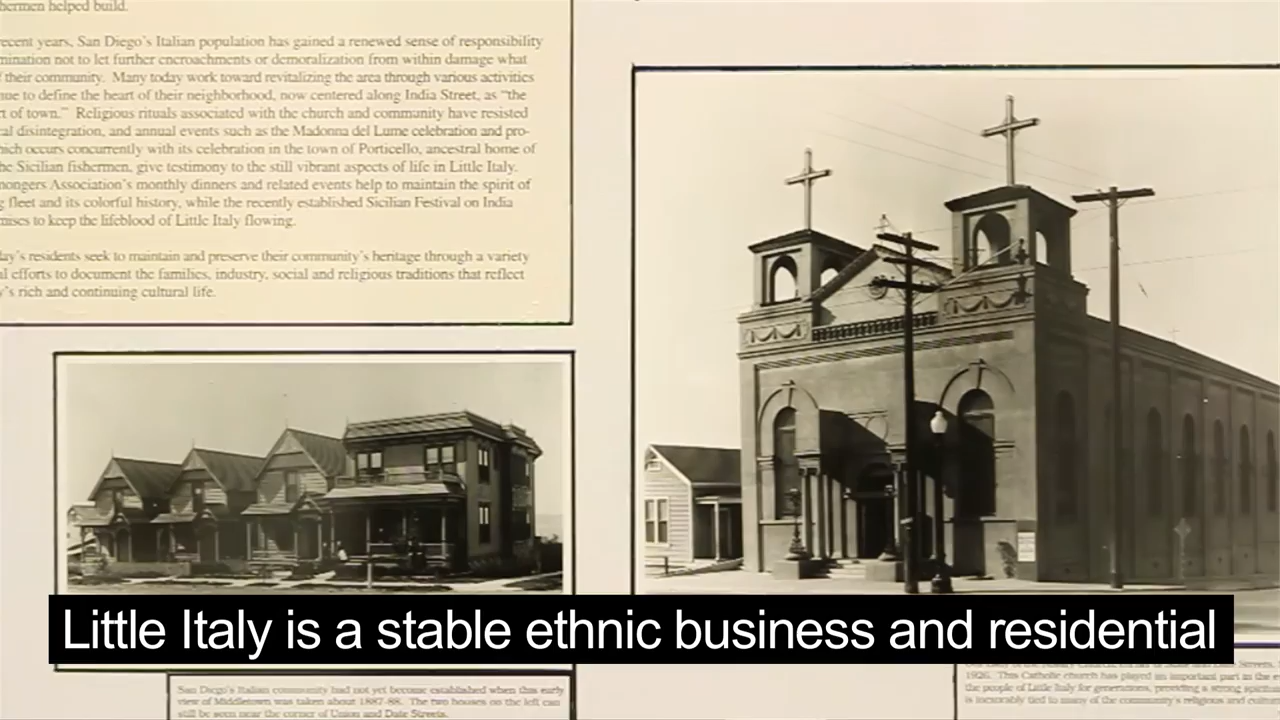 hermen helped build.
ecent years, San Diego's Italian population has gained a renewed sense of responsibility
mination not to let further encroachments or demoralization from within damage what
their community. Many today work toward revitalizing the area through various activities
ue to define the heart of their neighborhood, now centered along India Street, as "the
t of town." Religious rituals associated with the church and community have resisted
al disintegration, and annual events such as the Madonna del Lume celebration and pro-
hich occurs concurrently with its celebration in the town of Porticello, ancestral home of
he Sicilian fishermen, give testimony to the still vibrant aspects of life in Little Italy.
mongers Association's monthly dinners and related events help to maintain the spirit of
g fleet and its colorful history, while the recently established Sicilian Festival on India
mises to keep the lifeblood of Little Italy flowing.
ay's residents seek to maintain and preserve their community's heritage through a variety
al efforts to document the families, industry, social and religious traditions that reflect
y's rich and continuing cultural life.
Little Italy is a stable ethnic business and residential
San Diego's Italian community had not yet become established when this early
view of Middletown was taken about 1887-88. The two houses on the left can
still be seen near the corner of Union and Date Streets.
1926. This Catholic church has played an important part in the
the people of Little Italy for generations, providing a strong
is inexorably tied to many of the community's religious and